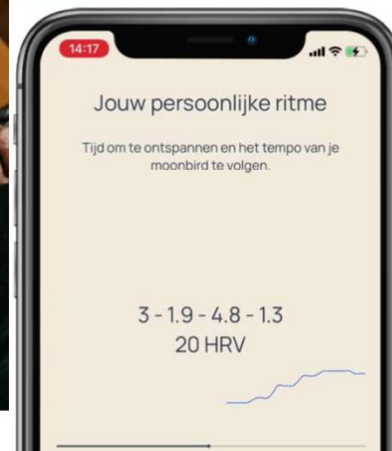 14:17
Jouw persoonlijke ritme
Tijd om te ontspannen en het tempo van je
moonbird te volgen.
3 - 1.9 - 4.8 - 1.3
20 HRV